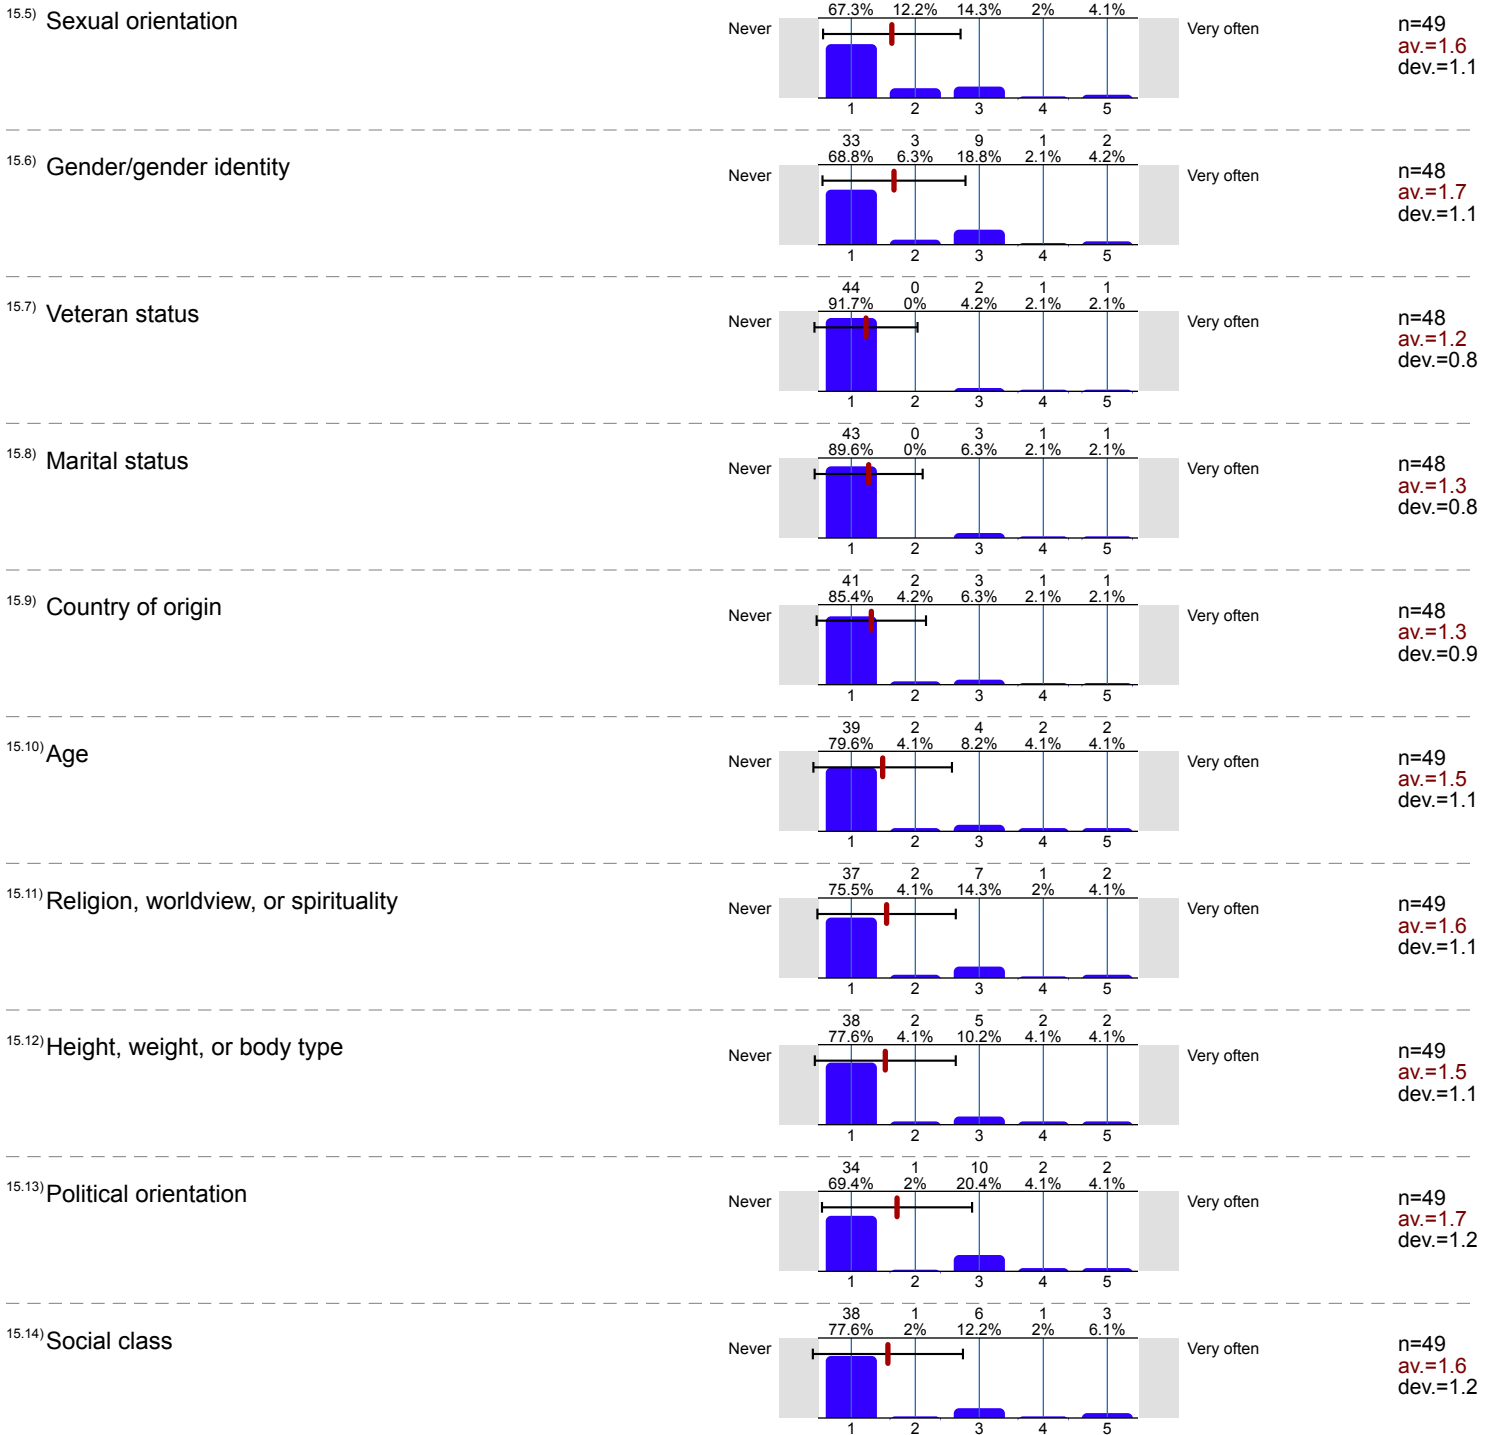 67.3% 12.2% 14.3% 2% 4.1%
15.5) Sexual orientation Never Very often n=49
av.=1.6
dev.=1.1
1 2 3 4 5
33 3 9 1 2
68.8% 6.3% 18.8% 2.1% 4.2%
15.6) Gender/gender identity Never Very often n=48
av.=1.7
dev.=1.1
1 2 3 4 5
44 0 2 1 1
91.7% 0% 4.2% 2.1% 2.1%
15.7) Veteran status Never Very often n=48
av.=1.2
dev.=0.8
1 2 3 4 5
43 0 3 1 1
89.6% 0% 6.3% 2.1% 2.1%
15.8) Marital status Never Very often n=48
av.=1.3
dev.=0.8
1 2 3 4 5
41 2 3 1 1
85.4% 4.2% 6.3% 2.1% 2.1%
15.9) Country of origin Never Very often n=48
av.=1.3
dev.=0.9
1 2 3 4 5
39 2 4 2 2
79.6% 4.1% 8.2% 4.1% 4.1%
15.10) Age Never Very often n=49
av.=1.5
dev.=1.1
1 2 3 4 5
37 2 7 1 2
75.5% 4.1% 14.3% 2% 4.1%
15.11) Religion, worldview, or spirituality Never Very often n=49
av.=1.6
dev.=1.1
1 2 3 4 5
38 2 5 2 2
77.6% 4.1% 10.2% 4.1% 4.1%
15.12) Height, weight, or body type Never Very often n=49
av.=1.5
dev.=1.1
1 2 3 4 5
34 1 10 2 2
69.4% 2% 20.4% 4.1% 4.1%
15.13) Political orientation Never Very often n=49
av.=1.7
dev.=1.2
1 2 3 4 5
38 1 6 1 3
77.6% 2% 12.2% 2% 6.1%
15.14) Social class Never Very often n=49
av.=1.6
dev.=1.2
1 2 3 4 5